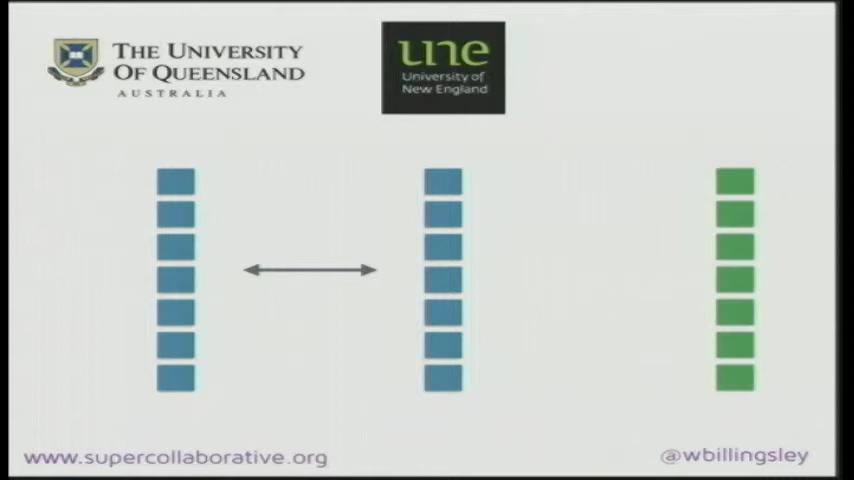 THE UNIVERSITY
OF QUEENSLAND
AUSTRALIA
une
University of
New England
www.supercollaborative.org
@wbillingsley